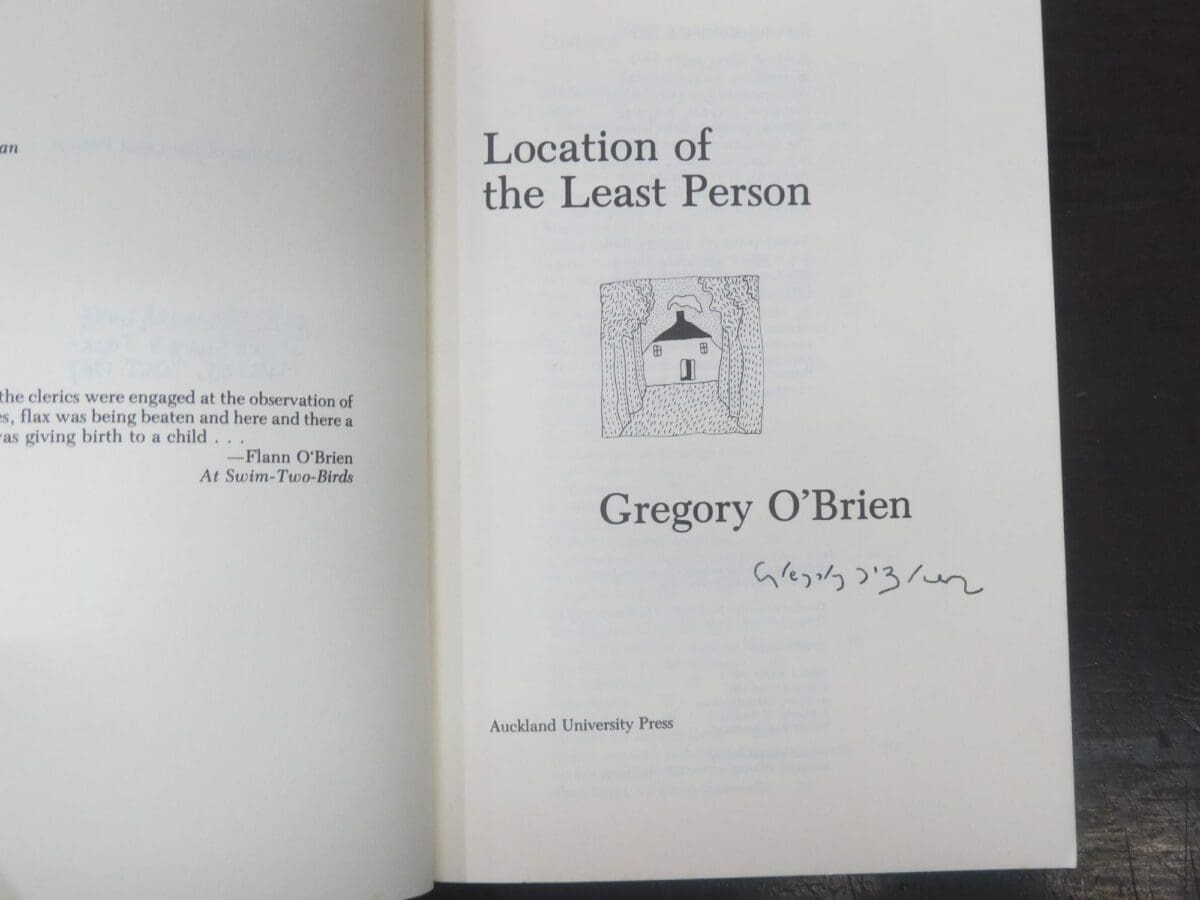 an
the clerics were engaged at the observation of
es, flax was being beaten and here and there a
was giving birth to a child . . .
—Flann O'Brien
At Swim-Two-Birds
Location of
the Least Person
Gregory O'Brien
Gregory O'Brien
Auckland University Press